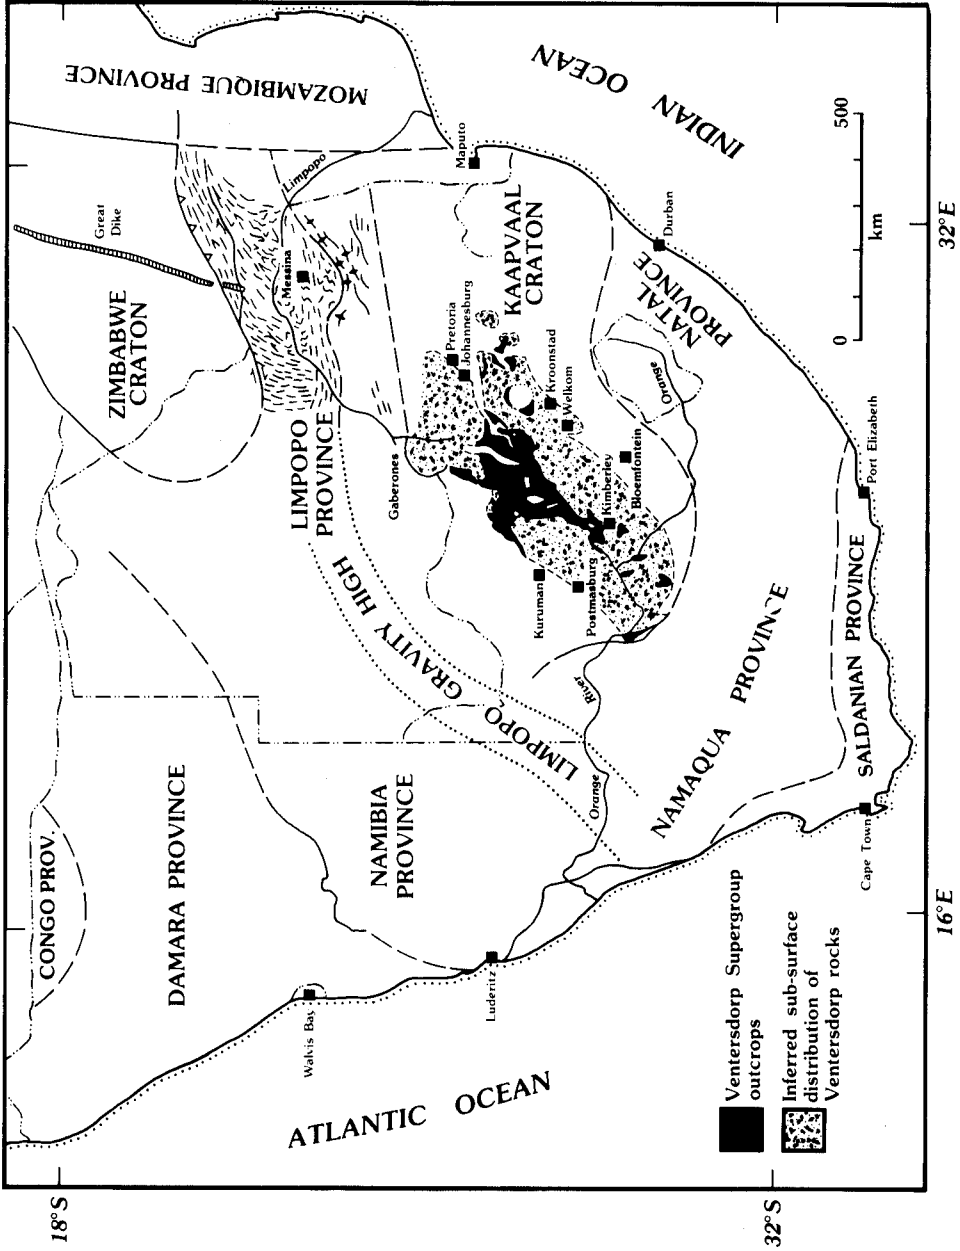 18°S
32°S
16°E
32°E
CONGO PROV.
DAMARA PROVINCE
NAMIBIA
PROVINCE
ZIMBABWE
CRATON
Great
Dike
MOZAMBIQUE PROVINCE
LIMPOPO
PROVINCE
LIMPOPO GRAVITY HIGH
Messina
Limpopo
Maputo
KAAPVAAL
CRATON
Gaberones
Pretoria
Johannesburg
Kroonstad
Welkom
Kuruman
Postmasburg
Kimberley
Bloemfontein
Durban
NATAL
PROVINCE
Orange
River
Orange
NAMAQUA PROVINCE
SALDANIAN PROVINCE
Port Elizabeth
Cape Town
Walvis Bay
Luderitz
ATLANTIC OCEAN
INDIAN OCEAN
0
500
km
Ventersdorp Supergroup
outcrops
Inferred sub-surface
distribution of
Ventersdorp rocks